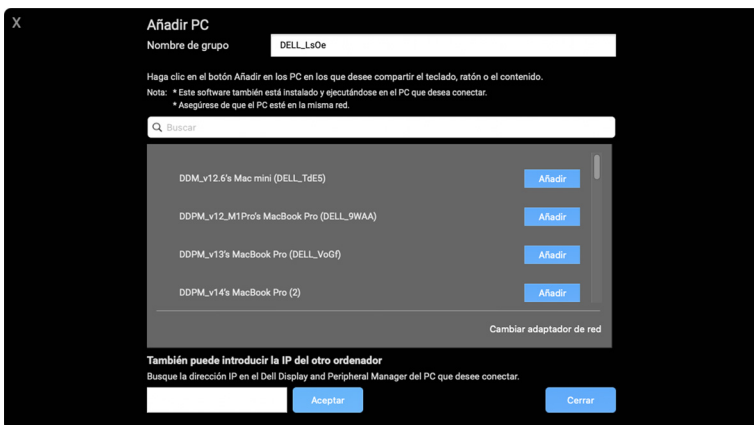 X
Añadir PC
Nombre de grupo DELL_LsOe
Haga clic en el botón Añadir en los PC en los que desee compartir el teclado, ratón o el contenido.
Nota: * Este software también está instalado y ejecutándose en el PC que desea conectar.
* Asegúrese de que el PC esté en la misma red.
Buscar
DDM_v12.6's Mac mini (DELL_TdE5) Añadir
DDPM_v12_M1Pro's MacBook Pro (DELL_9WAA) Añadir
DDPM_v13's MacBook Pro (DELL_VoGf) Añadir
DDPM_v14's MacBook Pro (2) Añadir
Cambiar adaptador de red
También puede introducir la IP del otro ordenador
Busque la dirección IP en el Dell Display and Peripheral Manager del PC que desee conectar.
Aceptar Cerrar